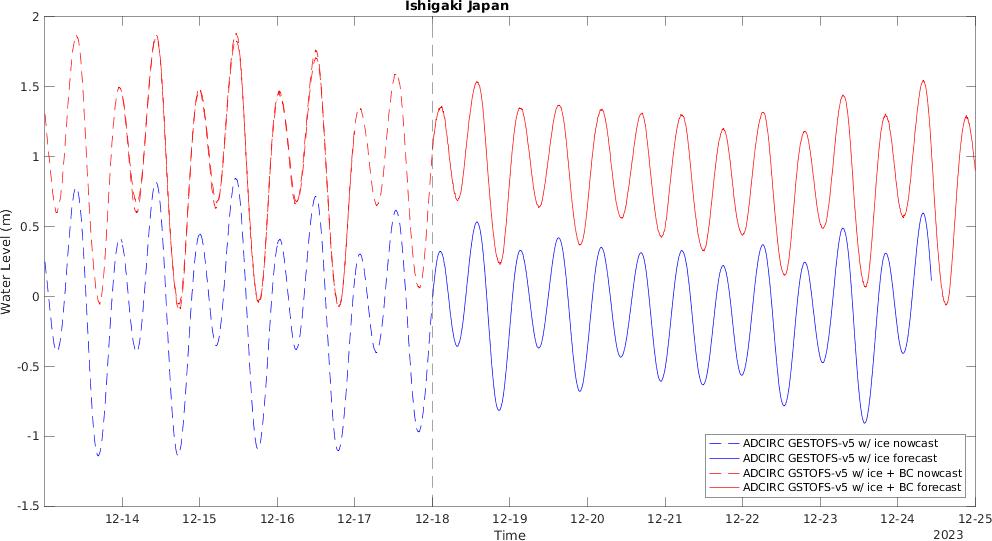 Ishigaki Japan
2
1.5
1
0.5
0
-0.5
-1
-1.5
Water Level (m)
ADCIRC GESTOFS-v5 w/ ice nowcast
ADCIRC GESTOFS-v5 w/ ice forecast
ADCIRC GSTOFS-v5 w/ ice + BC nowcast
ADCIRC GSTOFS-v5 w/ ice + BC forecast
12-14 12-15 12-16 12-17 12-18 12-19 12-20 12-21 12-22 12-23 12-24 12-25
Time
2023